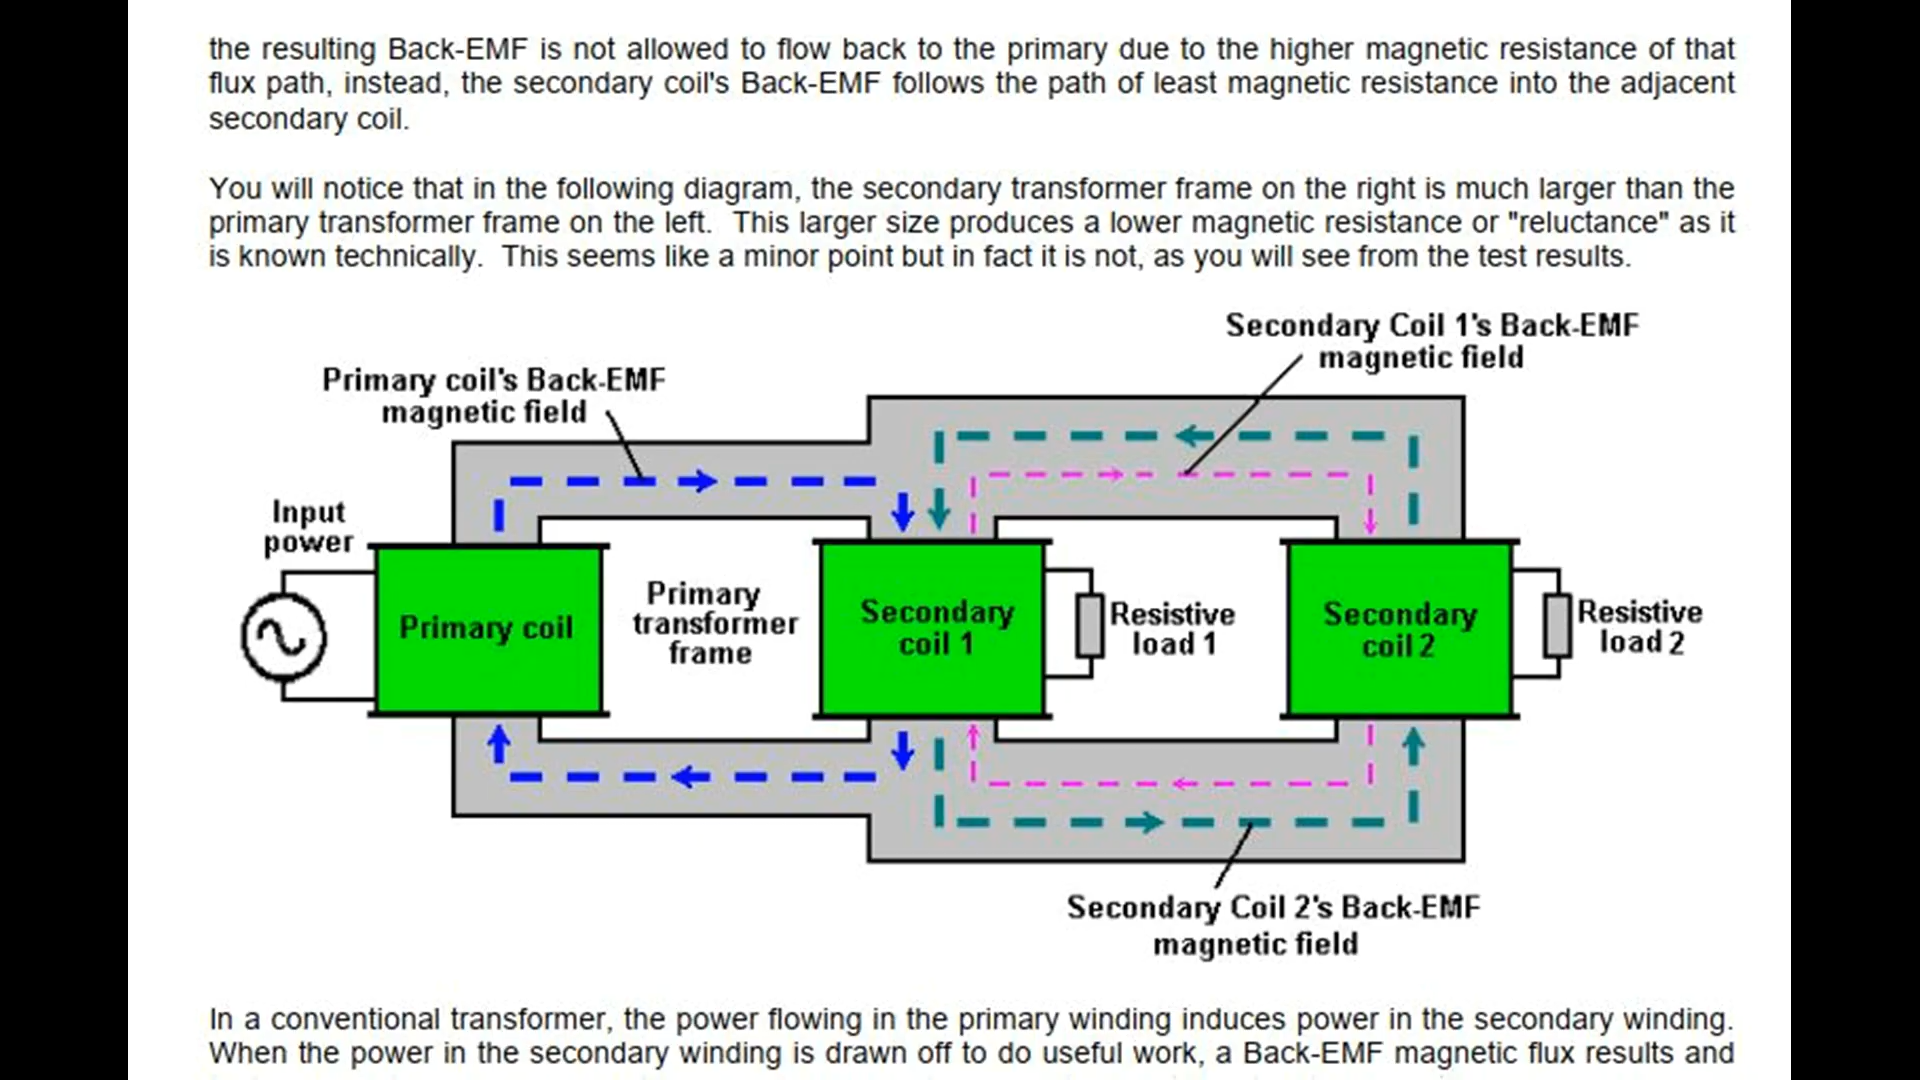 the resulting Back-EMF is not allowed to flow back to the primary due to the higher magnetic resistance of that
flux path, instead, the secondary coil's Back-EMF follows the path of least magnetic resistance into the adjacent
secondary coil.
You will notice that in the following diagram, the secondary transformer frame on the right is much larger than the
primary transformer frame on the left. This larger size produces a lower magnetic resistance or "reluctance" as it
is known technically. This seems like a minor point but in fact it is not, as you will see from the test results.
Secondary Coil 1's Back-EMF
magnetic field
Primary coil's Back-EMF
magnetic field
Input
power
Primary coil
Primary
transformer
frame
Secondary
coil 1
Resistive
load 1
Secondary
coil 2
Resistive
load 2
Secondary Coil 2's Back-EMF
magnetic field
In a conventional transformer, the power flowing in the primary winding induces power in the secondary winding.
When the power in the secondary winding is drawn off to do useful work, a Back-EMF magnetic flux results and